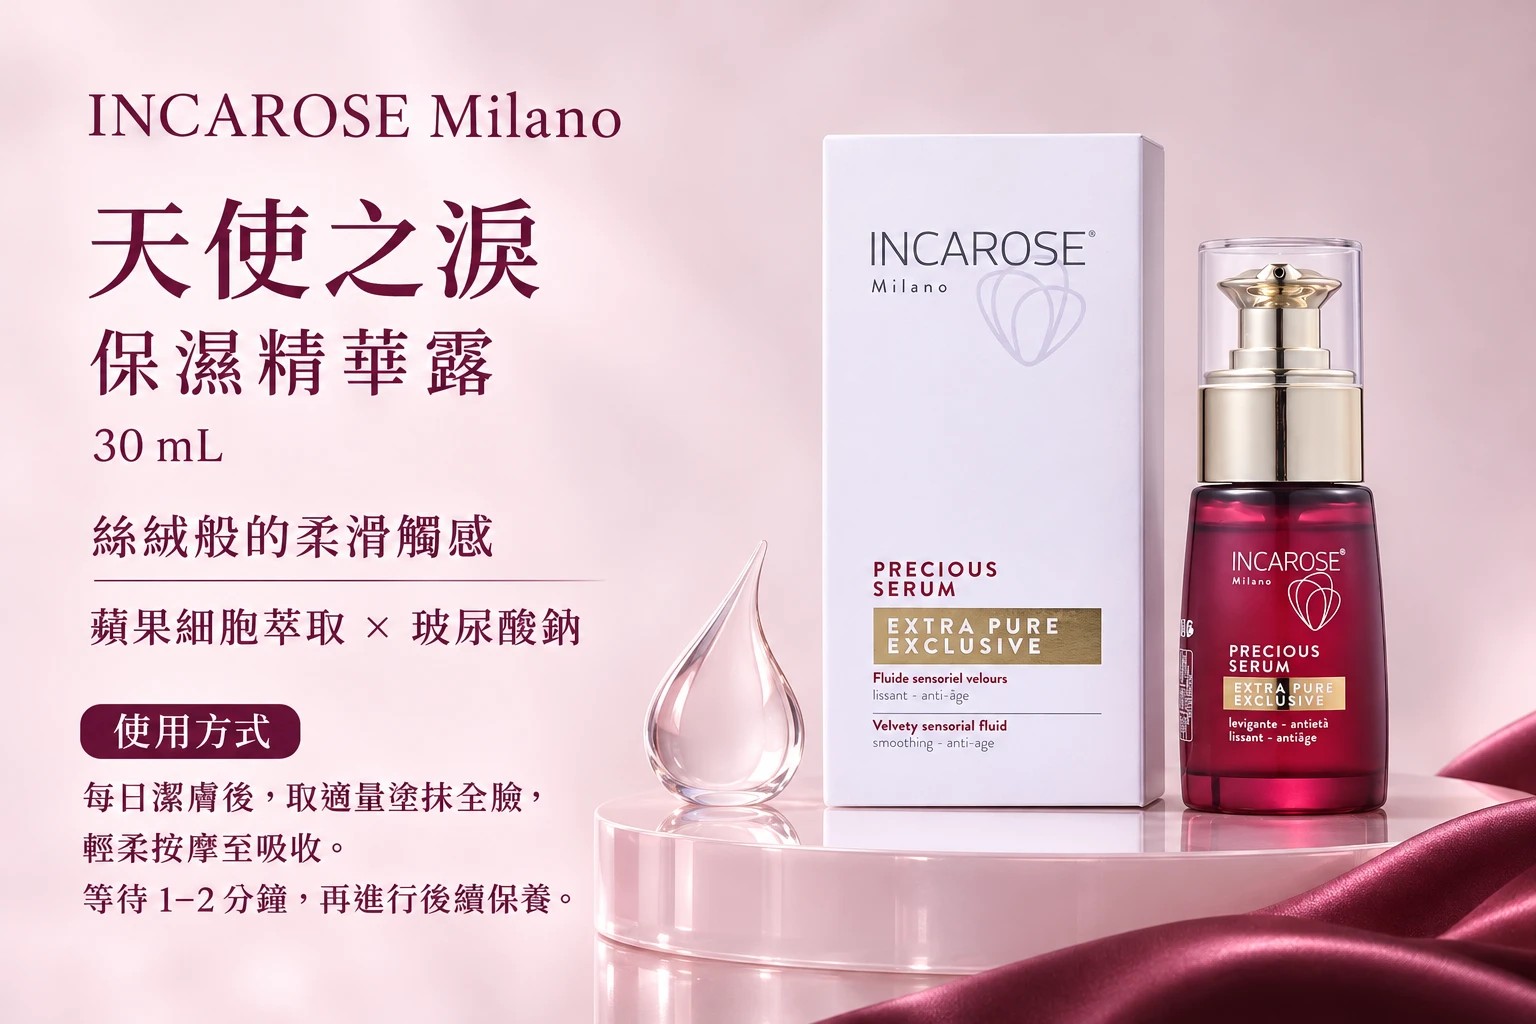 INCAROSE Milano
天使之淚
保濕精華露
30 mL
絲絨般的柔滑觸感
蘋果細胞萃取 × 玻尿酸鈉
使用方式
每日潔膚後，取適量塗抹全臉，
輕柔按摩至吸收。
等待 1–2 分鐘，再進行後續保養。
INCAROSE®
Milano
PRECIOUS
SERUM
EXTRA PURE
EXCLUSIVE
Fluide sensoriel velours
lissant - anti-âge
Velvety sensorial fluid
smoothing - anti-age
INCAROSE®
Milano
PRECIOUS
SERUM
EXTRA PURE
EXCLUSIVE
levigante - antietà
lissant - antiâge